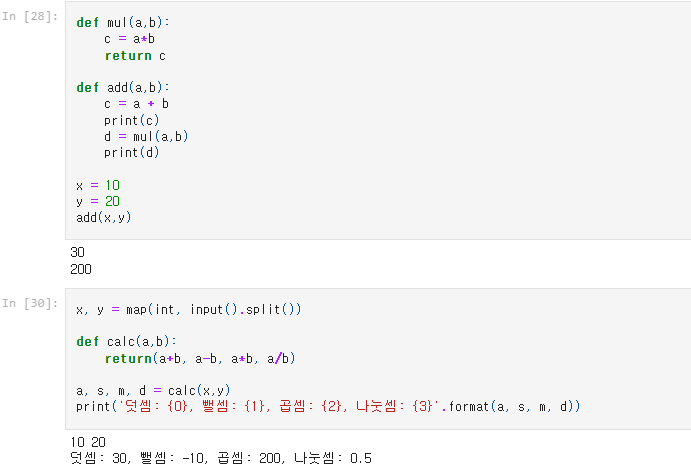 In [28]:
def mul(a,b):
    c = a*b
    return c
def add(a,b):
    c = a + b
    print(c)
    d = mul(a,b)
    print(d)
x = 10
y = 20
add(x,y)
30
200
In [30]:
x, y = map(int, input().split())
def calc(a,b):
    return(a+b, a-b, a*b, a/b)
a, s, m, d = calc(x,y)
print('덧셈: {0}, 뺄셈: {1}, 곱셈: {2}, 나눗셈: {3}'.format(a, s, m, d))
10 20
덧셈: 30, 뺄셈: -10, 곱셈: 200, 나눗셈: 0.5